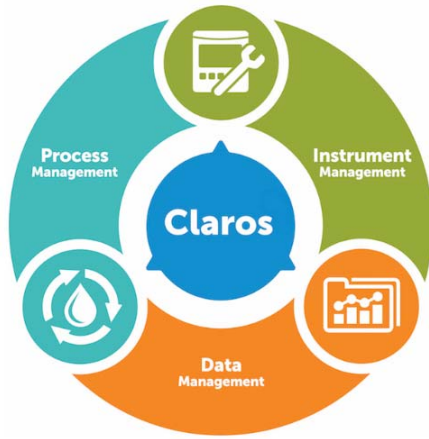 Process
Management
Instrument
Management
Claros
Data
Management